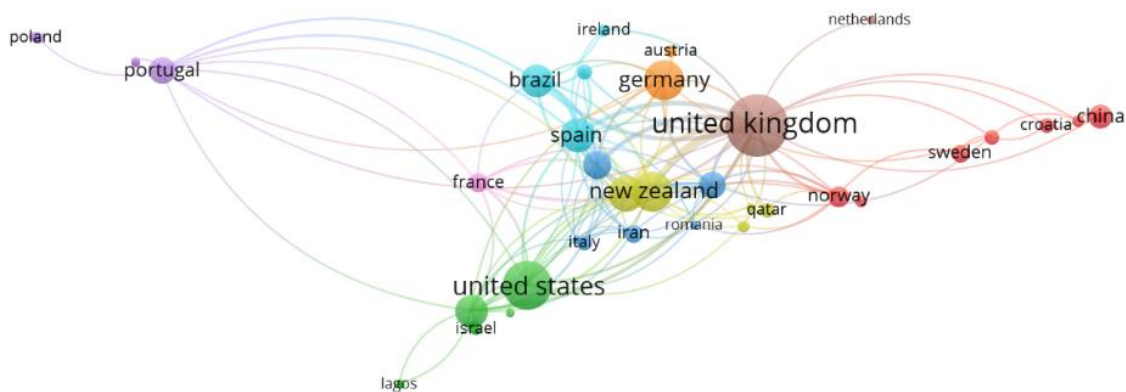 netherlands
ireland
poland
austria
portugal
brazil
germany
united kingdom
china
croatia
spain
sweden
france
new zealand
norway
qatar
romania
italy
iran
united states
israel
lagos